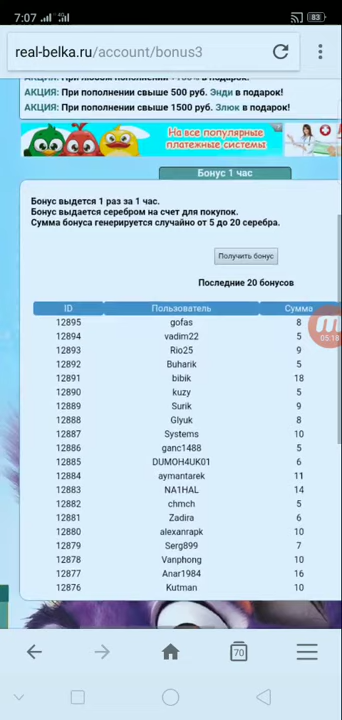 7:07
83
real-belka.ru/account/bonus3
АКЦИЯ: При пополнении свыше 500 руб. Энди в подарок!
АКЦИЯ: При пополнении свыше 1500 руб. Злюк в подарок!
На все популярные
платежные системы
Бонус 1 час
Бонус выдется 1 раз за 1 час.
Бонус выдается серебром на счет для покупок.
Сумма бонуса генерируется случайно от 5 до 20 серебра.
Получить бонус
Последние 20 бонусов
ID Пользователь Сумма
12895 gofas 8
12894 vadim22 5
12893 Rio25 9
12892 Buharik 5
12891 bibik 18
12890 kuzy 5
12889 Surik 9
12888 Glyuk 8
12887 Systems 10
12886 ganc1488 5
12885 DUMOH4UK01 6
12884 aymantarek 11
12883 NA1HAL 14
12882 chmch 5
12881 Zadira 6
12880 alexanrapk 10
12879 Serg899 7
12878 Vanphong 10
12877 Anar1984 16
12876 Kutman 10
05:18
70